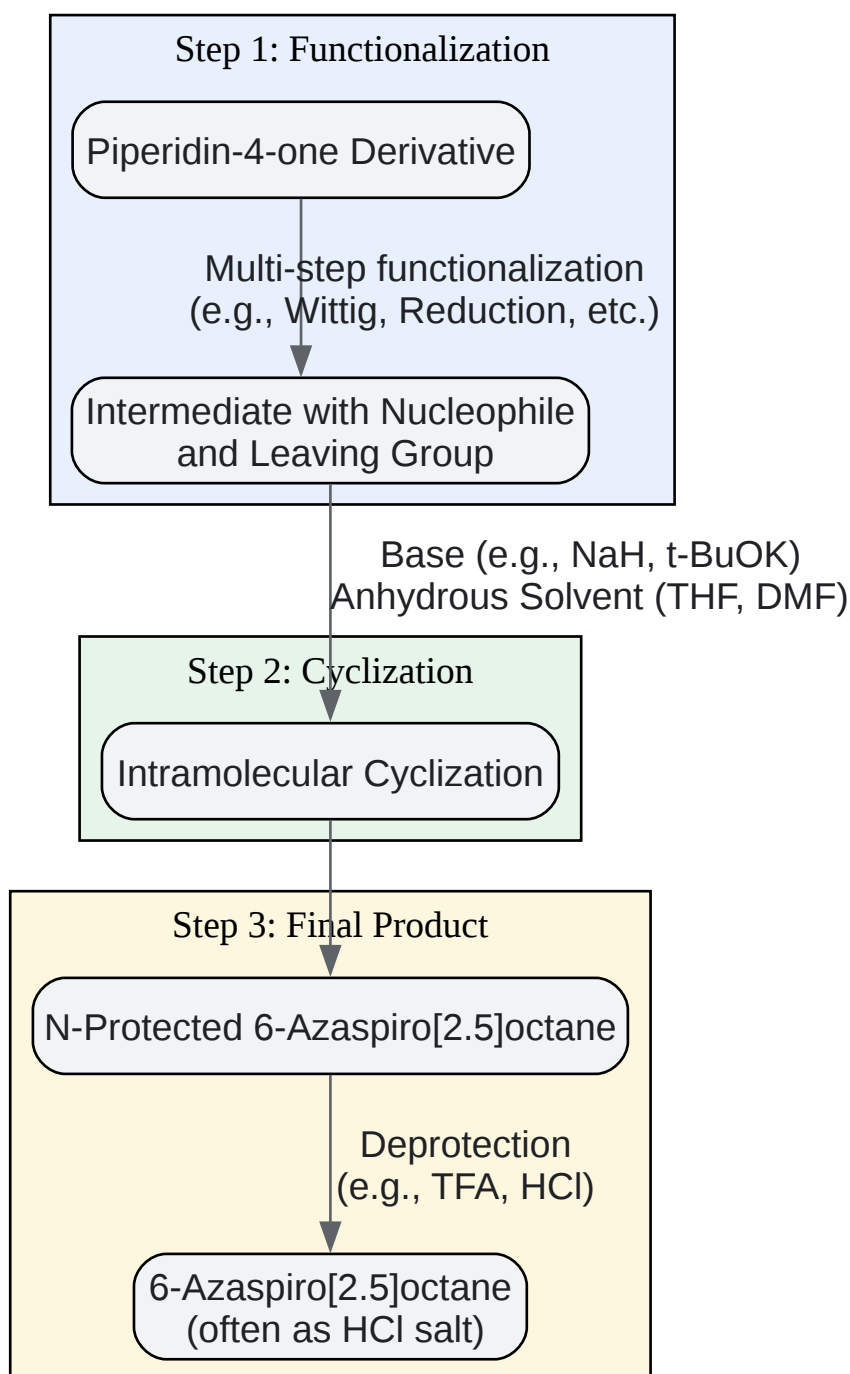 Step 1: Functionalization
Piperidin-4-one Derivative
Multi-step functionalization
(e.g., Wittig, Reduction, etc.)
Intermediate with Nucleophile
and Leaving Group
Base (e.g., NaH, t-BuOK)
Anhydrous Solvent (THF, DMF)
Step 2: Cyclization
Intramolecular Cyclization
Step 3: Final Product
N-Protected 6-Azaspiro[2.5]octane
Deprotection
(e.g., TFA, HCl)
6-Azaspiro[2.5]octane
(often as HCl salt)